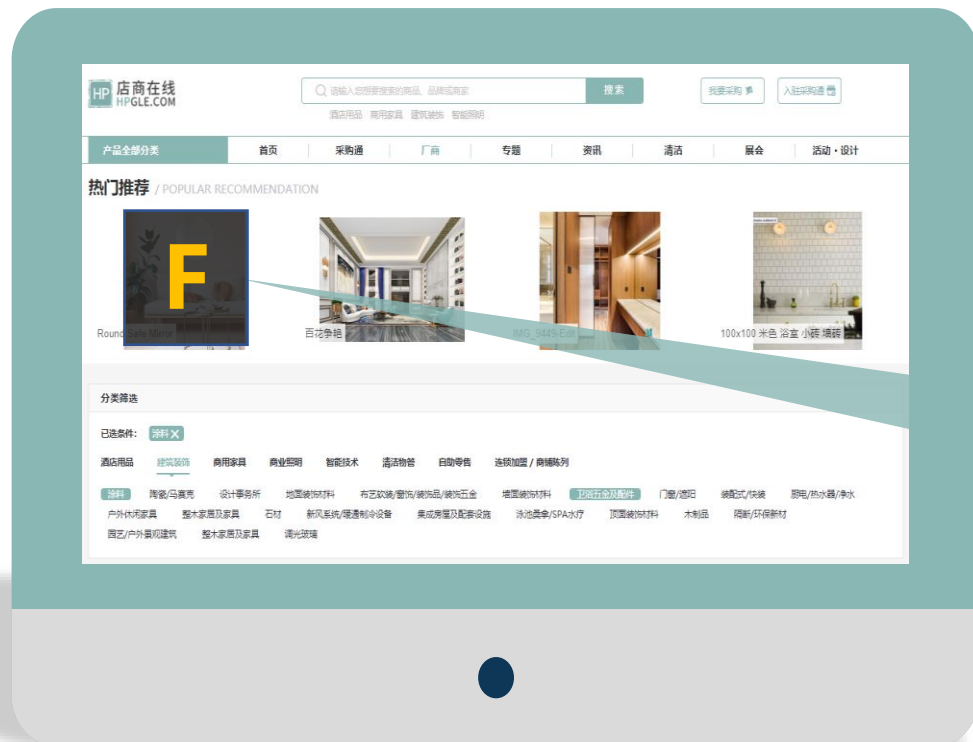 HP 店商在线
HPGLE.COM
请输入您想要搜索的商品、品牌或商家
搜索
我要采购
入驻采购通
酒店用品 商用家具 建筑装饰 智能照明
产品全部分类 首页 采购通 厂商 专题 资讯 清洁 展会 活动·设计
热门推荐 / POPULAR RECOMMENDATION
F
Round Safe Mirror 百花争艳 IMG_9449-Edit 100x100 米色 浴室 小砖 墙砖
分类筛选
已选条件: 涂料 X
酒店用品 建筑装饰 商用家具 商业照明 智能技术 清洁物管 自助零售 连锁加盟 / 商铺陈列
涂料 陶瓷/马赛克 设计事务所 地面装饰材料 布艺软装/窗饰/装饰品/装饰五金 墙面装饰材料 卫浴五金及配件 门窗/遮阳 装配式/快装 厨电/热水器/净水
户外休闲家具 整木家居及家具 石材 新风系统/暖通制冷设备 集成房屋及配套设施 泳池桑拿/SPA水疗 顶面装饰材料 木制品 隔断/环保新材
园艺/户外景观建筑 整木家居及家具 调光玻璃